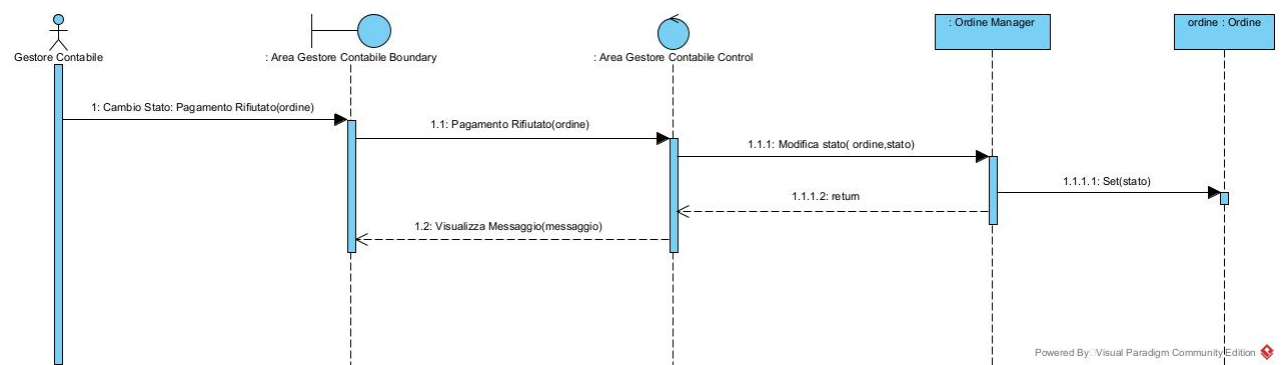 : Ordine Manager
ordine : Ordine
Gestore Contabile
: Area Gestore Contabile Boundary
: Area Gestore Contabile Control
1: Cambio Stato: Pagamento Rifiutato(ordine)
1.1: Pagamento Rifiutato(ordine)
1.1.1: Modifica stato( ordine,stato)
1.1.1.1: Set(stato)
1.1.1.2: return
1.2: Visualizza Messaggio(messaggio)
Powered By Visual Paradigm Community Edition